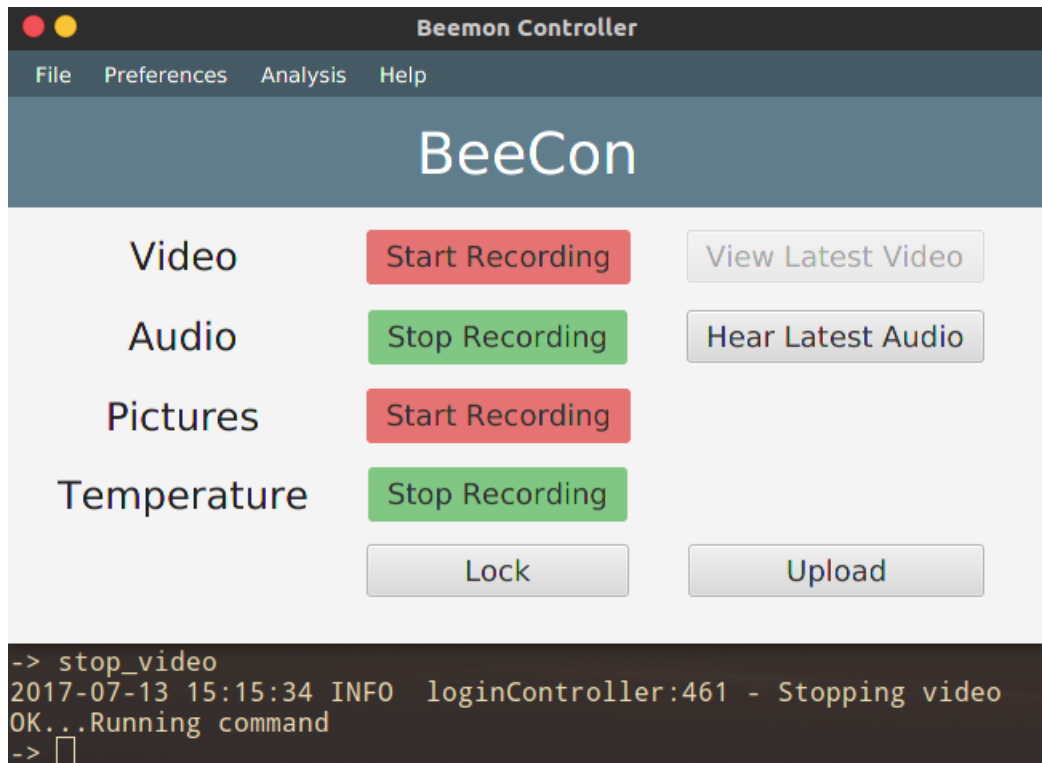 Beemon Controller
File Preferences Analysis Help
BeeCon
Video Start Recording View Latest Video
Audio Stop Recording Hear Latest Audio
Pictures Start Recording
Temperature Stop Recording
Lock Upload
-> stop_video
2017-07-13 15:15:34 INFO  loginController:461 - Stopping video
OK...Running command
->